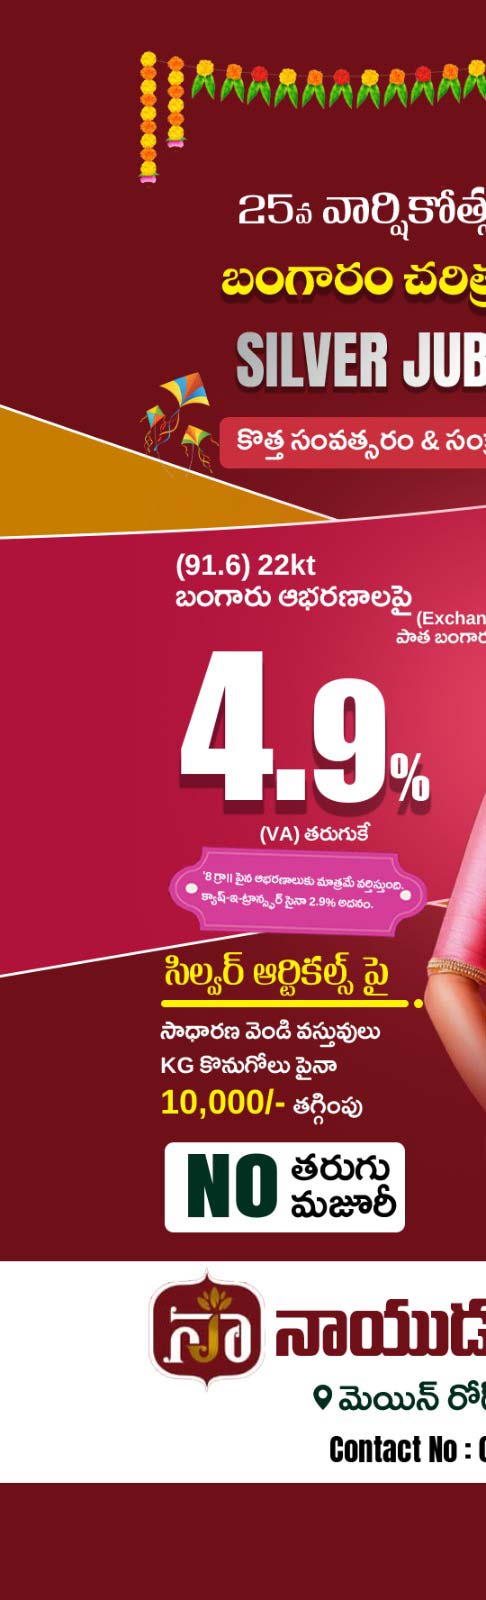 25వ వార్షికోత్స
బంగారం చరిత్ర
SILVER JUB
కొత్త సంవత్సరం & సంక్ర
(91.6) 22kt
బంగారు ఆభరణాలపై
(Exchan
పాత బంగారు
4.9%
(VA) తరుగుకే
'8 గ్రా॥ పైన ఆభరణాలుకు మాత్రమే వర్తిస్తుంది.
క్యాష్-ఇ-ట్రాన్స్ఫర్ పైనా 2.9% అదనం.
సిల్వర్ ఆర్టికల్స్ పై
సాధారణ వెండి వస్తువులు
KG కొనుగోలు పైనా
10,000/- తగ్గింపు
NO తరుగు
మజూరీ
నా నాయుడ
మెయిన్ రోడ్
Contact No :